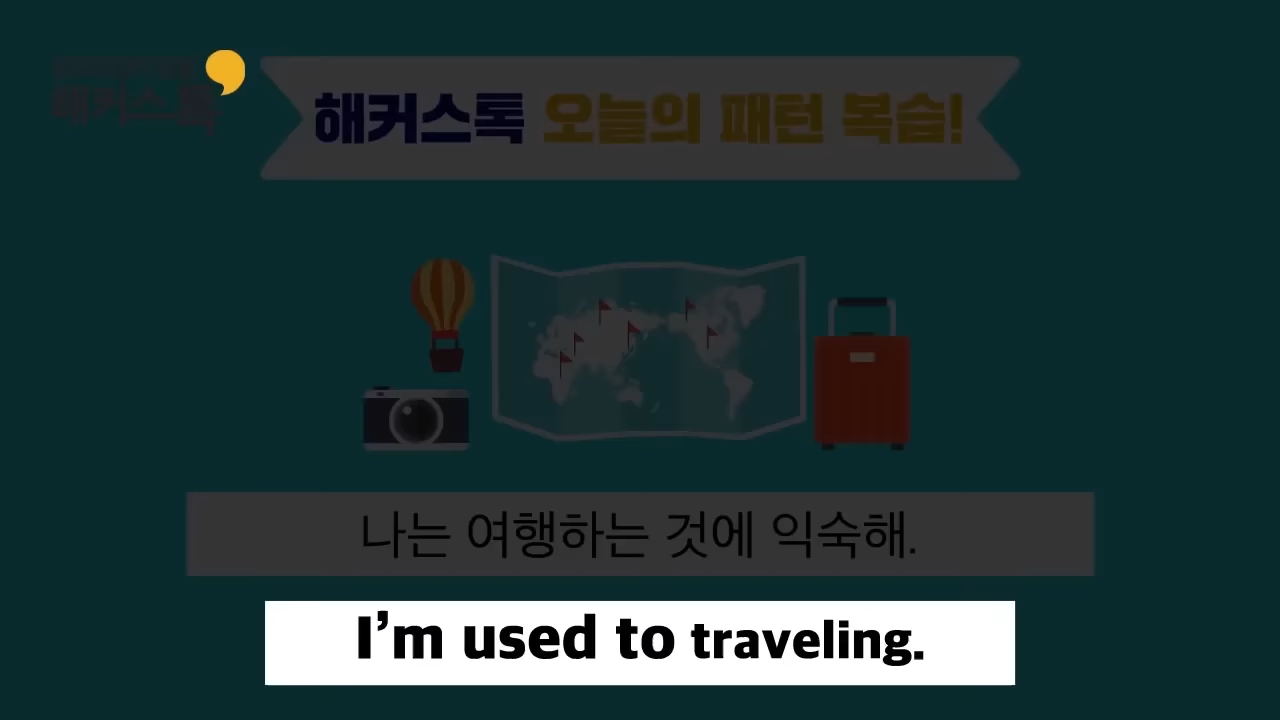 해커스톡
해커스톡 오늘의 패턴 복습!
나는 여행하는 것에 익숙해.
I’m used to traveling.